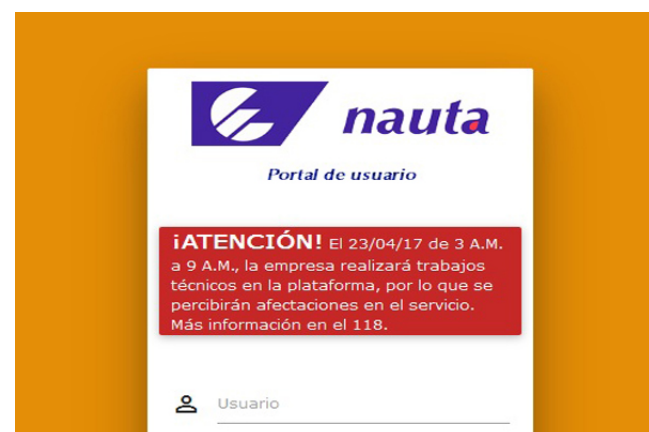 nauta
Portal de usuario
¡ATENCIÓN! El 23/04/17 de 3 A.M.
a 9 A.M., la empresa realizará trabajos
técnicos en la plataforma, por lo que se
percibirán afectaciones en el servicio.
Más información en el 118.
Usuario